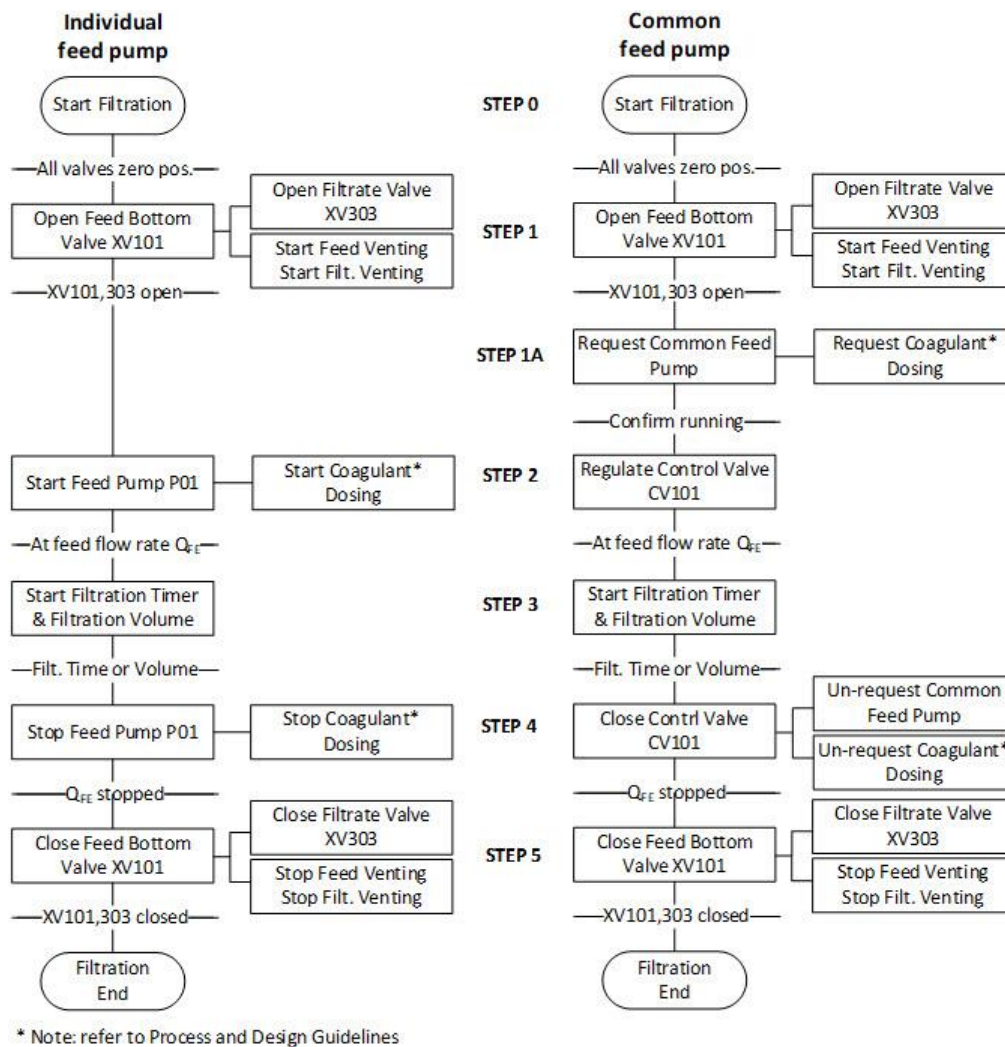 Individual
feed pump
Common
feed pump
Start Filtration
STEP 0
Start Filtration
All valves zero pos.
All valves zero pos.
Open Feed Bottom
Valve XV101
Open Filtrate Valve
XV303
Start Feed Venting
Start Filt. Venting
STEP 1
Open Feed Bottom
Valve XV101
Open Filtrate Valve
XV303
Start Feed Venting
Start Filt. Venting
XV101,303 open
XV101,303 open
STEP 1A
Request Common Feed
Pump
Request Coagulant*
Dosing
Confirm running
Start Feed Pump P01
Start Coagulant*
Dosing
STEP 2
Regulate Control Valve
CV101
At feed flow rate QFE
At feed flow rate QFE
Start Filtration Timer
& Filtration Volume
STEP 3
Start Filtration Timer
& Filtration Volume
Filt. Time or Volume
Filt. Time or Volume
Stop Feed Pump P01
Stop Coagulant*
Dosing
STEP 4
Close Contrl Valve
CV101
Un-request Common
Feed Pump
Un-request Coagulant*
Dosing
QFE stopped
QFE stopped
Close Feed Bottom
Valve XV101
Close Filtrate Valve
XV303
Stop Feed Venting
Stop Filt. Venting
STEP 5
Close Feed Bottom
Valve XV101
Close Filtrate Valve
XV303
Stop Feed Venting
Stop Filt. Venting
XV101,303 closed
XV101,303 closed
Filtration
End
Filtration
End
* Note: refer to Process and Design Guidelines